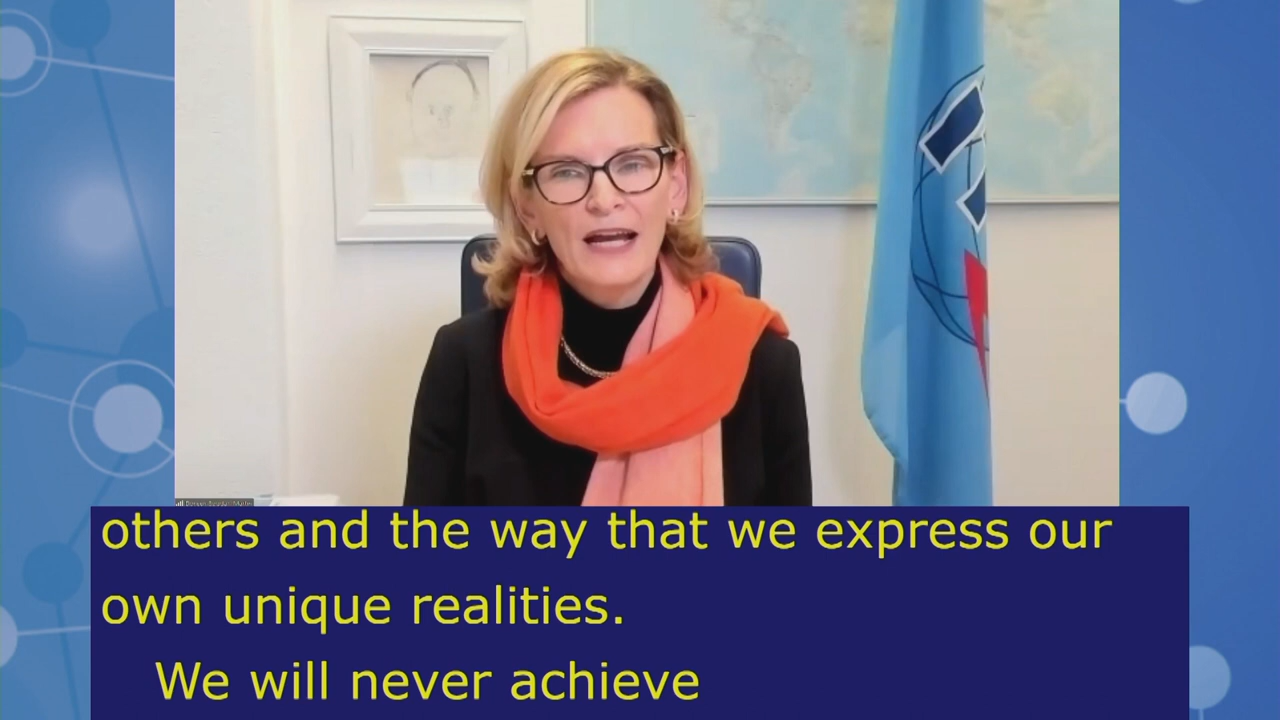 others and the way that we express our
own unique realities.
We will never achieve